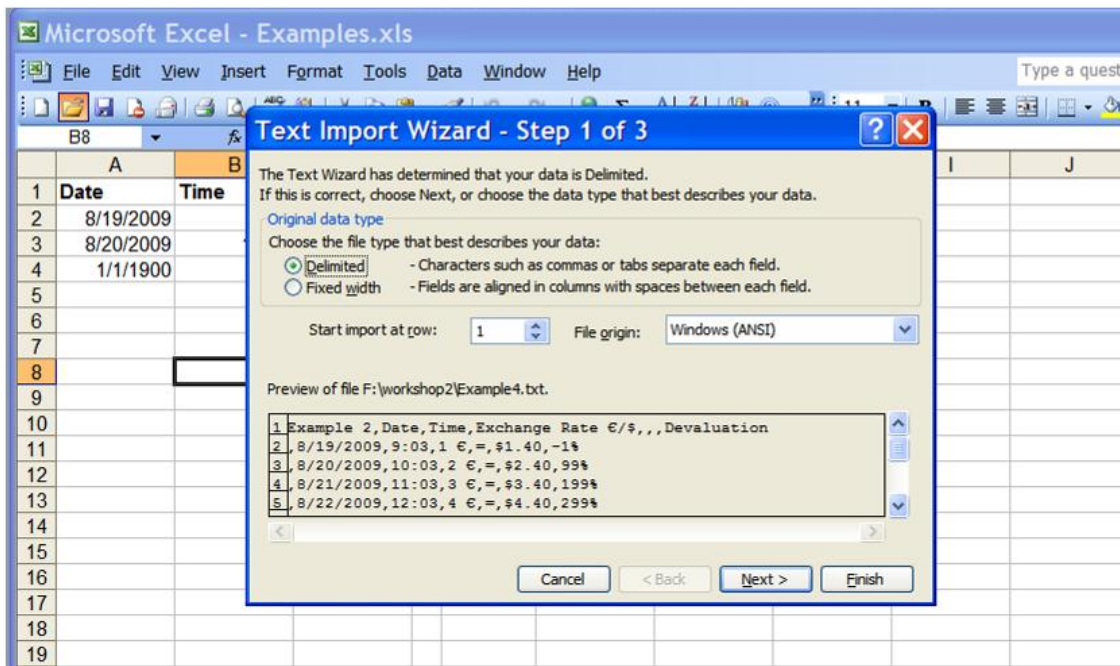 Microsoft Excel - Examples.xls
File Edit View Insert Format Tools Data Window Help
Type a quest
B8 fx
Text Import Wizard - Step 1 of 3
The Text Wizard has determined that your data is Delimited.
If this is correct, choose Next, or choose the data type that best describes your data.
Original data type
Choose the file type that best describes your data:
Delimited - Characters such as commas or tabs separate each field.
Fixed width - Fields are aligned in columns with spaces between each field.
Start import at row: 1 File origin: Windows (ANSI)
Preview of file F:\workshop2\Example4.txt.
1 Example 2,Date,Time,Exchange Rate €/$,,,Devaluation
2 ,8/19/2009,9:03,1 €,=,$1.40,-1%
3 ,8/20/2009,10:03,2 €,=,$2.40,99%
4 ,8/21/2009,11:03,3 €,=,$3.40,199%
5 ,8/22/2009,12:03,4 €,=,$4.40,299%
Cancel < Back Next > Finish
A B I J
1 Date Time
2 8/19/2009
3 8/20/2009
4 1/1/1900
5
6
7
8
9
10
11
12
13
14
15
16
17
18
19